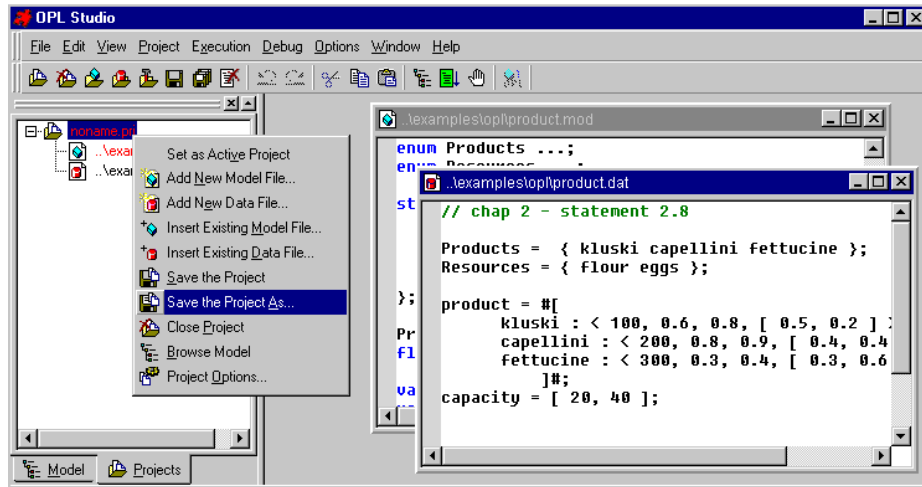 OPL Studio
File Edit View Project Execution Debug Options Window Help
noname.prj
..\exa
..\exar
Set as Active Project
Add New Model File...
Add New Data File...
Insert Existing Model File...
Insert Existing Data File...
Save the Project
Save the Project As...
Close Project
Browse Model
Project Options...
Model Projects
..\examples\opl\product.mod
enum Products ...;
enum Resources ...;
st
};
Pr
fl
va
..\examples\opl\product.dat
// chap 2 - statement 2.8
Products = { kluski capellini fettucine };
Resources = { flour eggs };
product = #[
kluski : < 100, 0.6, 0.8, [ 0.5, 0.2 ] >
capellini : < 200, 0.8, 0.9, [ 0.4, 0.4
fettucine : < 300, 0.3, 0.4, [ 0.3, 0.6
]#;
capacity = [ 20, 40 ];